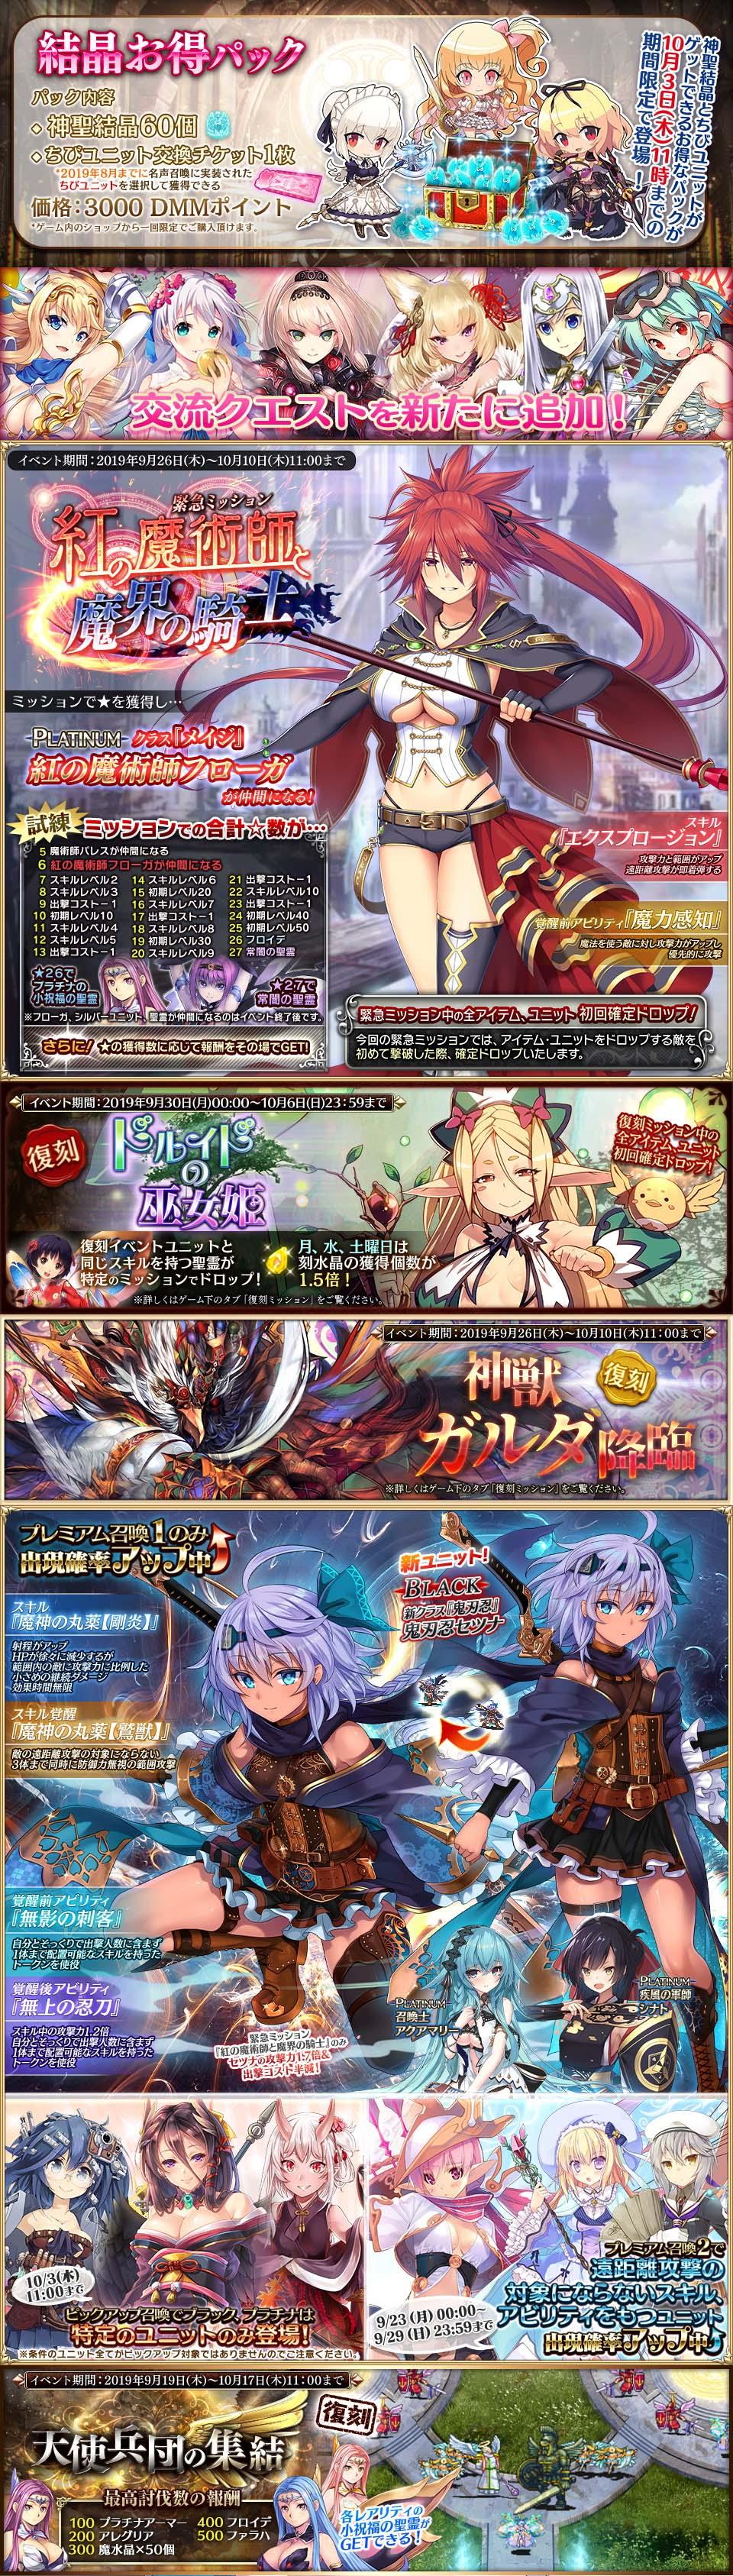 結晶お得パック
パック内容
◇ 神聖結晶60個
◇ちびユニット交換チケット1枚
*2019年8月までに名声召喚に実装された
ちびユニットを選択して獲得できる
価格：3000 DMMポイント
*ゲーム内のショップから一回限定でご購入頂けます。
神聖結晶とちびユニットが
ゲットできるお得なパックが
10月3日(木)11時までの
期間限定で登場！
交流クエストを新たに追加！
イベント期間：2019年9月26日(木)～10月10日(木)11:00まで
緊急ミッション
紅の魔術師と
魔界の騎士
ミッションで★を獲得し…
-PLATINUM- クラス『メイジ』
紅の魔術師フローガ
が仲間になる!
試練 ミッションでの合計☆数が…
5 魔術師バレスが仲間になる
6 紅の魔術師フローガが仲間になる
7 スキルレベル2 14 スキルレベル6 21 出撃コスト－1
8 スキルレベル3 15 初期レベル20 22 スキルレベル10
9 出撃コスト－1 16 スキルレベル7 23 出撃コスト－1
10 初期レベル10 17 出撃コスト－1 24 初期レベル40
11 スキルレベル4 18 スキルレベル8 25 初期レベル50
12 スキルレベル5 19 初期レベル30 26 フロイデ
13 出撃コスト－1 20 スキルレベル9 27 常闇の聖霊
★26で
プラチナの
小祝福の聖霊
★27で
常闇の聖霊
※フローガ、シルバーユニット、聖霊が仲間になるのはイベント終了後です。
さらに！ ★の獲得数に応じて報酬をその場でGET!
スキル
『エクスプロージョン』
攻撃力と範囲がアップ
遠距離攻撃が即着弾する
覚醒前アビリティ『魔力感知』
魔法を使う敵に対し攻撃力がアップし
優先的に攻撃
緊急ミッション中の全アイテム、ユニット 初回確定ドロップ！
今回の緊急ミッションでは、アイテム・ユニットをドロップする敵を
初めて撃破した際、確定ドロップいたします。
イベント期間：2019年9月30日(月)00:00～10月6日(日)23:59まで
復刻
ドルイド
の
巫女姫
復刻ミッション中の
全アイテム、ユニット
初回確定ドロップ!
復刻イベントユニットと
同じスキルを持つ聖霊が
特定のミッションでドロップ！
月、水、土曜日は
刻水晶の獲得個数が
1.5倍！
※詳しくはゲーム下のタブ「復刻ミッション」をご覧ください。
イベント期間：2019年9月26日(木)～10月10日(木)11：00まで
神獣
ガルダ降臨
復刻
※詳しくはゲーム下のタブ「復刻ミッション」をご覧ください。
プレミアム召喚1のみ
出現確率アップ中
新ユニット！
BLACK
新クラス『鬼刃忍』
鬼刃忍セツナ
スキル
『魔神の丸薬【剛炎】』
射程がアップ
HPが徐々に減少するが
範囲内の敵に攻撃力に比例した
小さめの継続ダメージ
効果時間無限
スキル覚醒
『魔神の丸薬【鷲獣】』
敵の遠距離攻撃の対象にならない
3体まで同時に防御力無視の範囲攻撃
覚醒前アビリティ
『無影の刺客』
自分とそっくりで出撃人数に含まず
1体まで配置可能なスキルを持った
トークンを使役
覚醒後アビリティ
『無上の忍刀』
スキル中の攻撃力1.2倍
自分とそっくりで出撃人数に含まず
1体まで配置可能なスキルを持った
トークンを使役
緊急ミッション
『紅の魔術師と魔界の騎士』のみ
セツナの攻撃力1.7倍&
出撃コスト半減！
-PLATINUM-
召喚士
アクアマリー
-PLATINUM-
疾風の軍師
シナト
10/3(木)
11:00まで
ピックアップ召喚でブラック、プラチナは
特定のユニットのみ登場！
※条件のユニット全てがピックアップ対象ではありませんのでご注意ください。
9/23 (月) 00:00～
9/29 (日) 23:59まで
プレミアム召喚2で
遠距離攻撃の
対象にならないスキル、
アビリティをもつユニット
出現確率アップ中
イベント期間：2019年9月19日(木)～10月17日(木)11：00まで
復刻
天使兵団の集結
最高討伐数の報酬
100 プラチナアーマー 400 フロイデ
200 アレグリア 500 ファラハ
300 魔水晶×50個
各レアリティの
小祝福の聖霊が
GETできる！